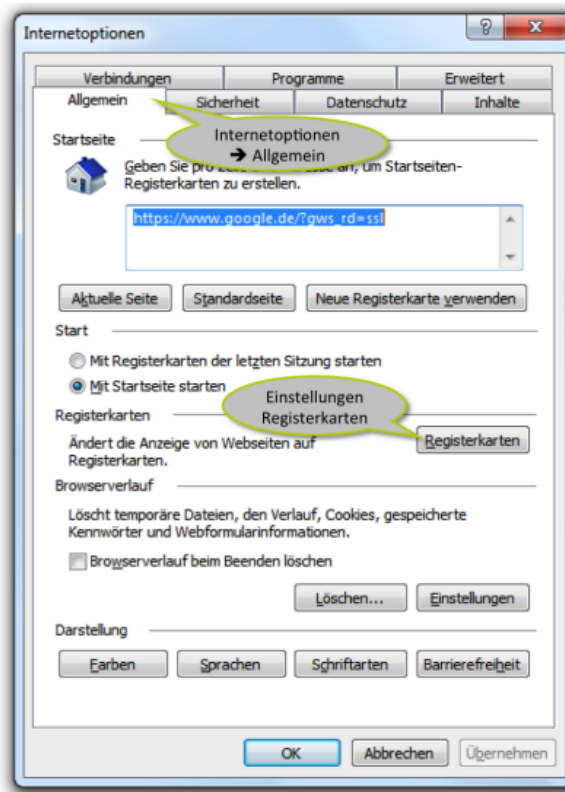 Internetoptionen
Verbindungen Programme Erweitert
Allgemein Sicherheit Datenschutz Inhalte
Internetoptionen
➔ Allgemein
Startseite
Geben Sie pro an, um Startseiten-
Registerkarten zu erstellen.
https://www.google.de/?gws_rd=ssl
Aktuelle Seite Standardseite Neue Registerkarte verwenden
Start
Mit Registerkarten der letzten Sitzung starten
Mit Startseite starten
Einstellungen
Registerkarten
Registerkarten
Ändert die Anzeige von Webseiten auf
Registerkarten.
Registerkarten
Browserverlauf
Löscht temporäre Dateien, den Verlauf, Cookies, gespeicherte
Kennwörter und Webformularinformationen.
Browserverlauf beim Beenden löschen
Löschen... Einstellungen
Darstellung
Farben Sprachen Schriftarten Barrierefreiheit
OK Abbrechen Übernehmen